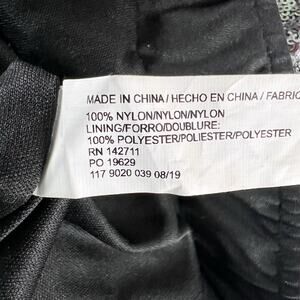 MADE IN CHINA / HECHO EN CHINA / FABRIC
100% NYLON/NYLON/NYLON
LINING/FORRO/DOUBLURE:
100% POLYESTER/POLIESTER/POLYESTER
RN 142711
PO 19629
117 9020 039 08/19